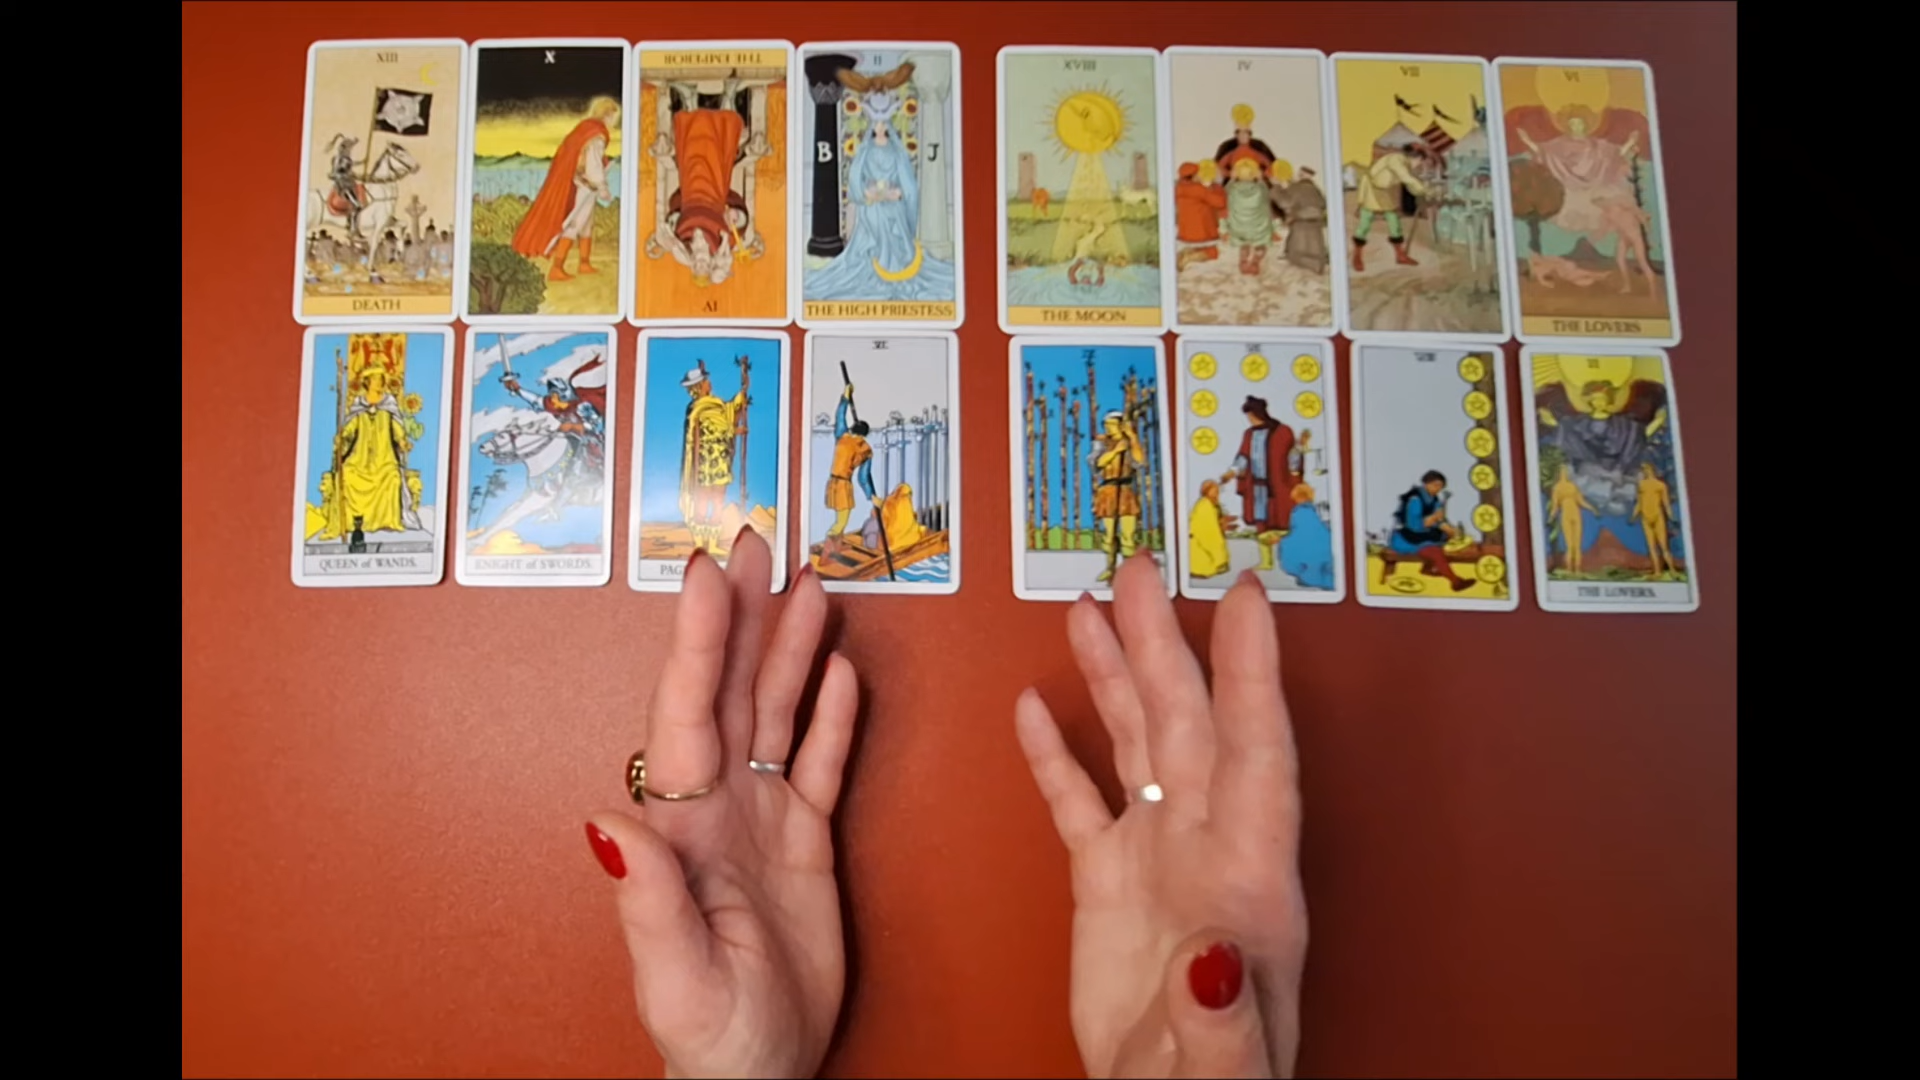 XIII
DEATH
X
THE EMPEROR
IV
II
B
J
THE HIGH PRIESTESS
XVIII
THE MOON
IV
VII
VI
THE LOVERS
QUEEN of WANDS.
KNIGHT of SWORDS.
VI
IX
VI
VIII
VI
THE LOVERS.